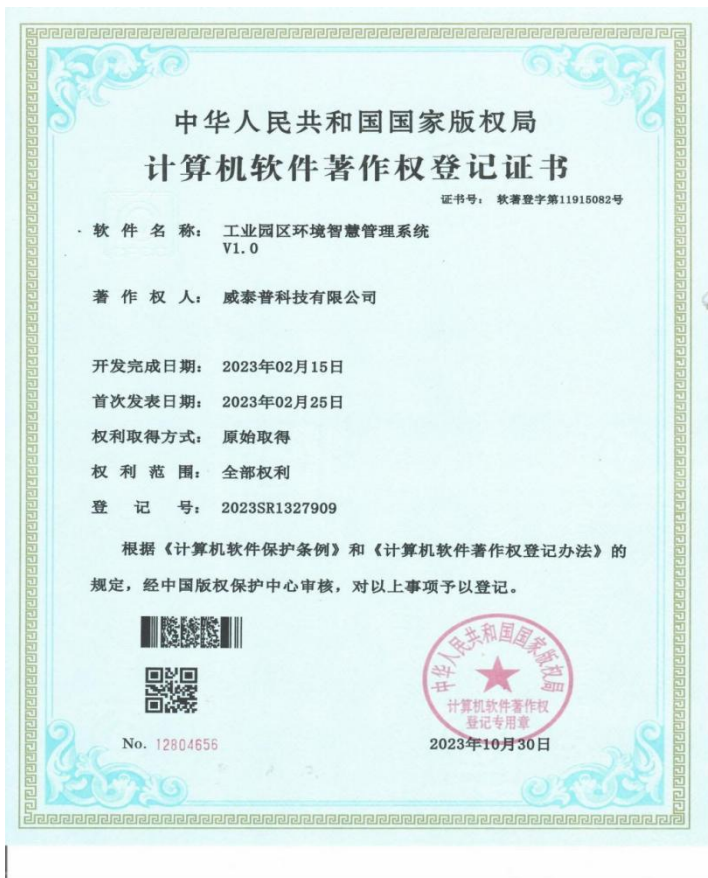 中华人民共和国国家版权局
计算机软件著作权登记证书
证书号： 软著登字第11915082号
软 件 名 称： 工业园区环境智慧管理系统
V1.0
著 作 权 人： 威泰普科技有限公司
开发完成日期： 2023年02月15日
首次发表日期： 2023年02月25日
权利取得方式： 原始取得
权 利 范 围： 全部权利
登 记 号： 2023SR1327909
根据《计算机软件保护条例》和《计算机软件著作权登记办法》的
规定，经中国版权保护中心审核，对以上事项予以登记。
中华人民共和国国家版权局
计算机软件著作权
登记专用章
No. 12804656
2023年10月30日